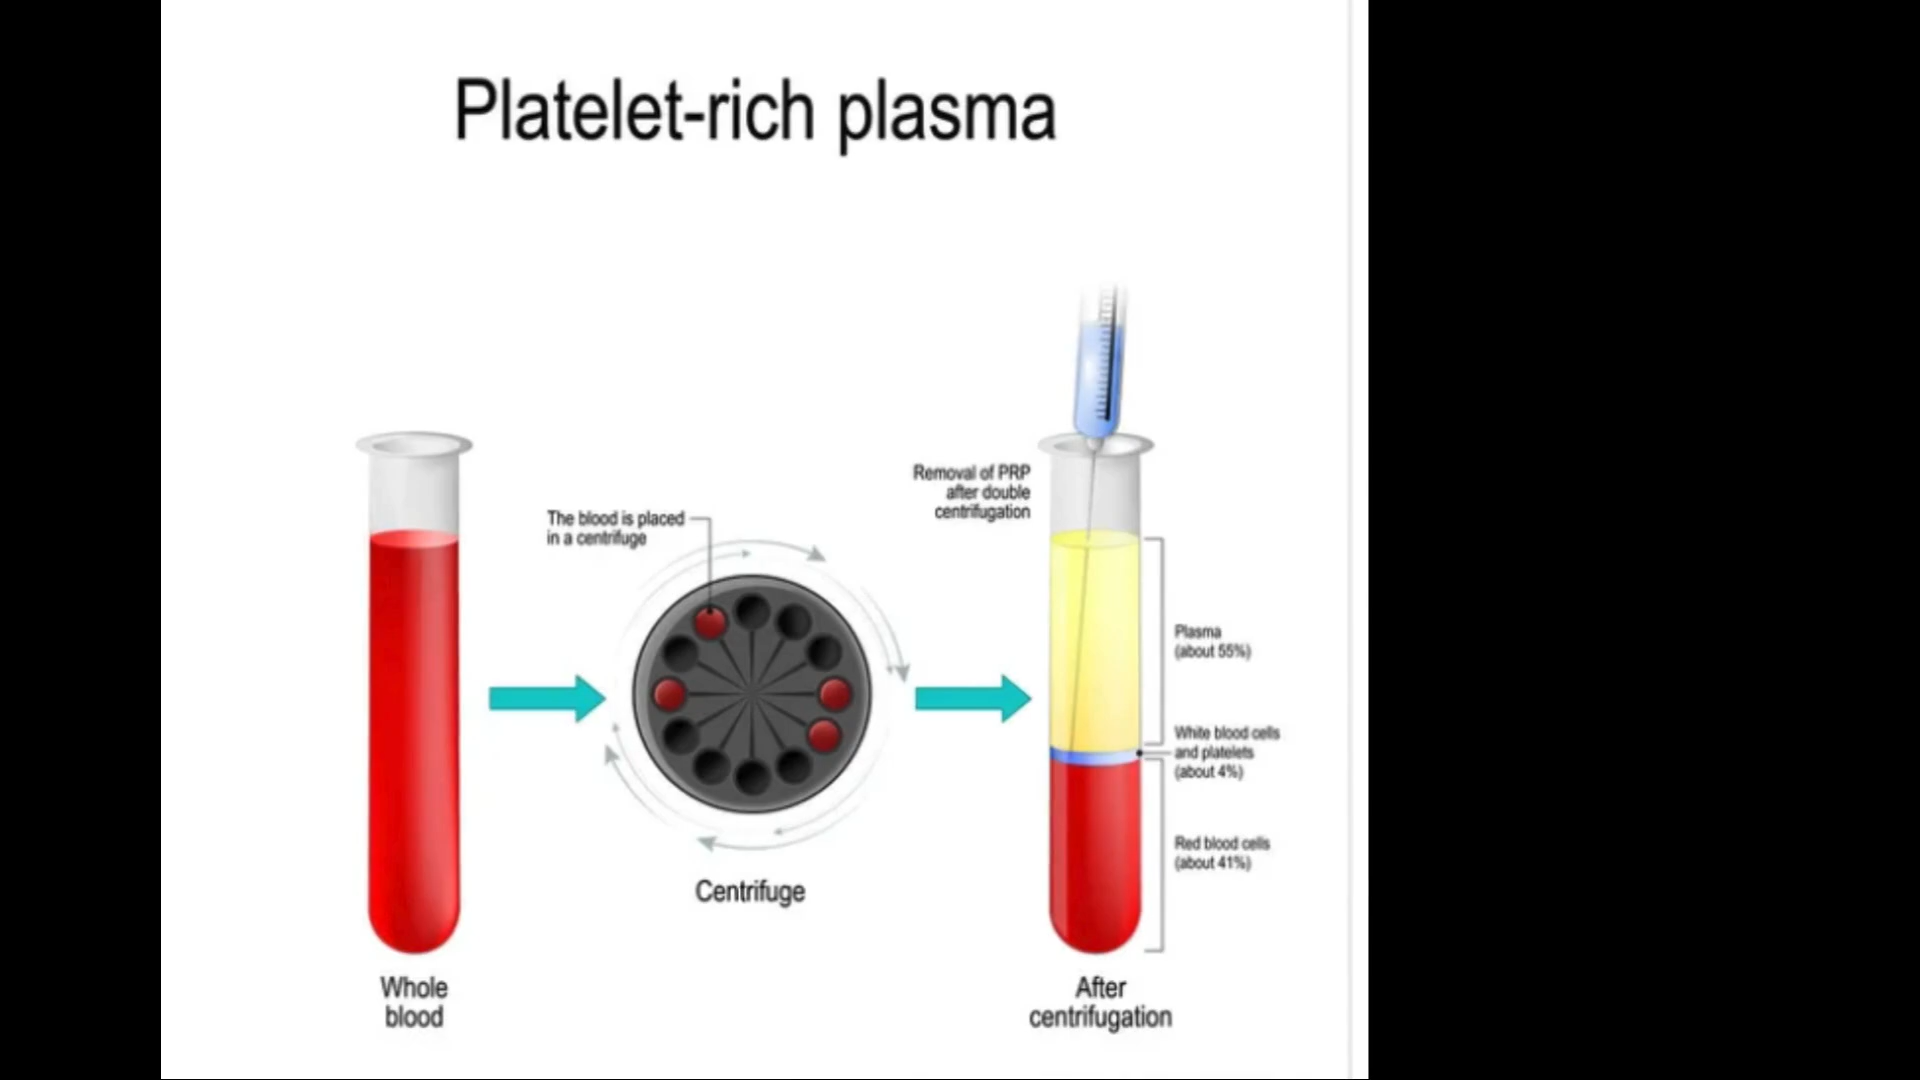 Platelet-rich plasma
Removal of PRP
after double
centrifugation
The blood is placed
in a centrifuge
Plasma
(about 55%)
White blood cells
and platelets
(about 4%)
Red blood cells
(about 41%)
Centrifuge
Whole
blood
After
centrifugation